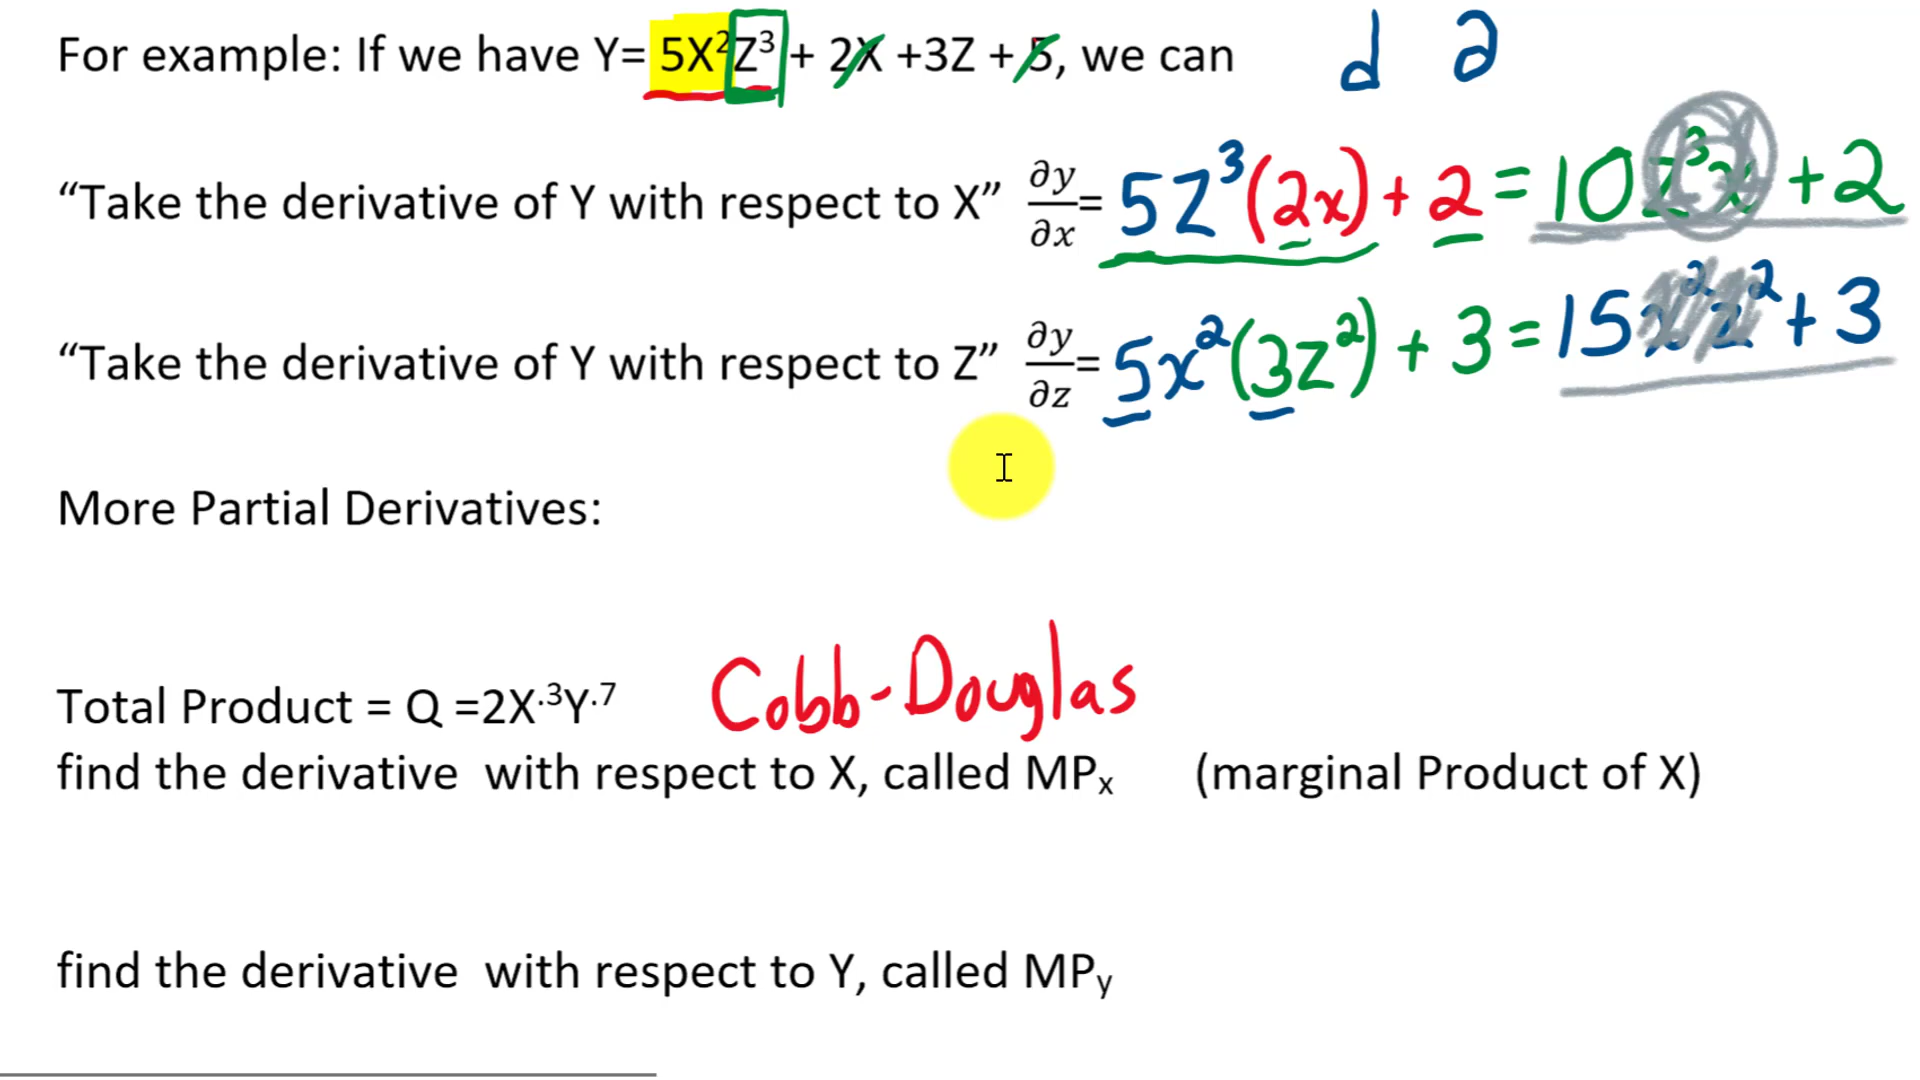 For example: If we have Y= 5X²Z³ + 2X +3Z + 5, we can d ∂
“Take the derivative of Y with respect to X” ∂y/∂x = 5Z³(2x) + 2 = 10z³x + 2
“Take the derivative of Y with respect to Z” ∂y/∂z = 5x²(3z²) + 3 = 15x²z² + 3
More Partial Derivatives:
Total Product = Q =2X.³Y.⁷ Cobb-Douglas
find the derivative with respect to X, called MPₓ (marginal Product of X)
find the derivative with respect to Y, called MPy